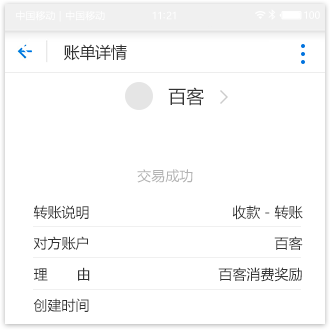 中国移动 | 中国移动 11:21 100
账单详情
百客
交易成功
转账说明 收款 - 转账
对方账户 百客
理 由 百客消费奖励
创建时间